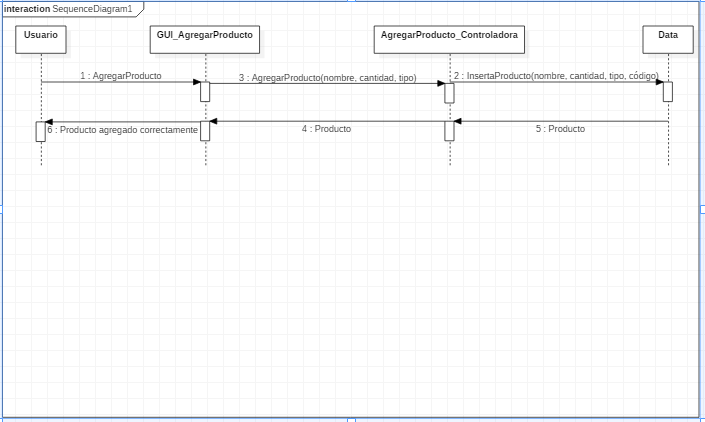 interaction SequenceDiagram1
Usuario
GUI_AgregarProducto
AgregarProducto_Controladora
Data
1 : AgregarProducto
3 : AgregarProducto(nombre, cantidad, tipo)
2 : InsertaProducto(nombre, cantidad, tipo, código)
6 : Producto agregado correctamente
4 : Producto
5 : Producto